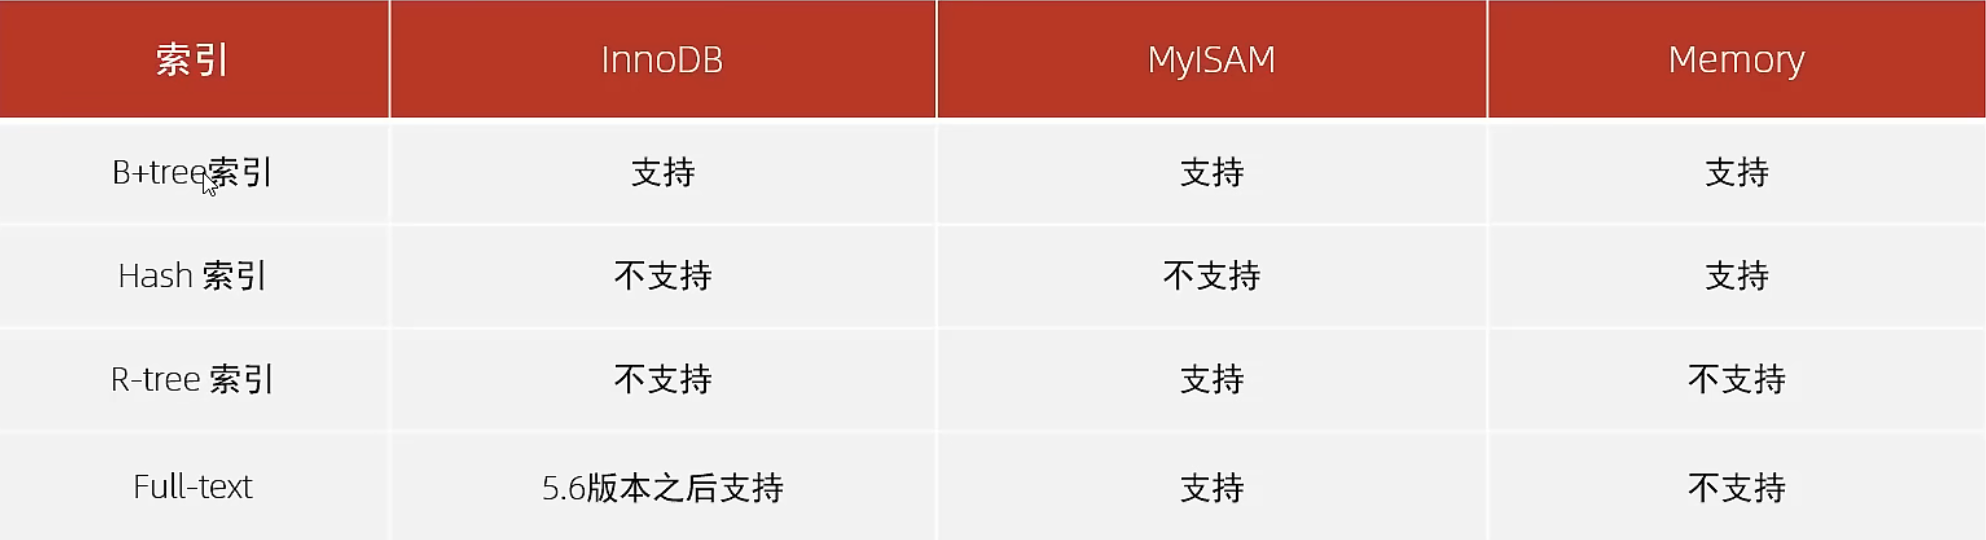 索引 InnoDB MyISAM Memory
B+tree索引 支持 支持 支持
Hash 索引 不支持 不支持 支持
R-tree 索引 不支持 支持 不支持
Full-text 5.6版本之后支持 支持 不支持